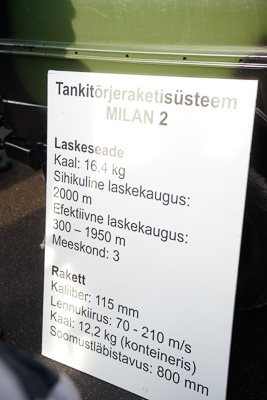 Tankitõrjeraketisüsteem
MILAN 2
Laskeseade
Kaal: 16,4 kg
Sihikuline laskekaugus:
2000 m
Efektiivne laskekaugus:
300 – 1950 m
Meeskond: 3
Rakett
Kaliiber: 115 mm
Lennukiirus: 70 - 210 m/s
Kaal: 12,2 kg (konteineris)
Soomustläbistavus: 800 mm